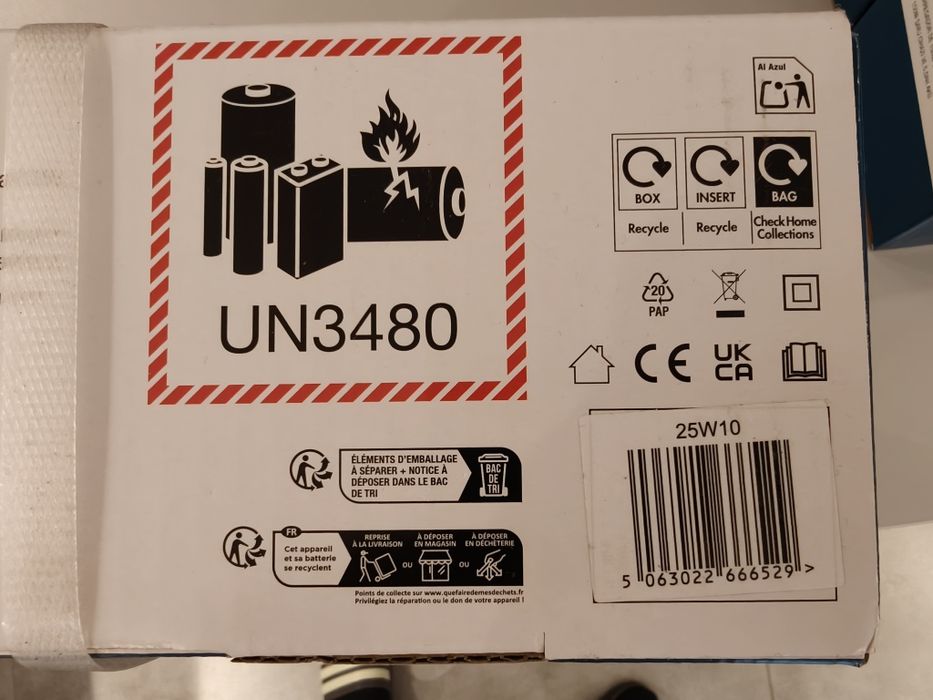 UN3480
Al Azul
BOX
INSERT
BAG
Recycle
Recycle
Check Home
Collections
20
PAP
CE
UK
CA
25W10
5 063022 666529 >
ÉLÉMENTS D'EMBALLAGE
À SÉPARER + NOTICE À
DÉPOSER DANS LE BAC
DE TRI
BAC
DE
TRI
FR
Cet appareil
et sa batterie
se recyclent
REPRISE
À LA LIVRAISON
OU
À DÉPOSER
EN MAGASIN
OU
À DÉPOSER
EN DÉCHÈTERIE
Points de collecte sur www.quefairedemesdechets.fr
Privilégiez la réparation ou le don de votre appareil !